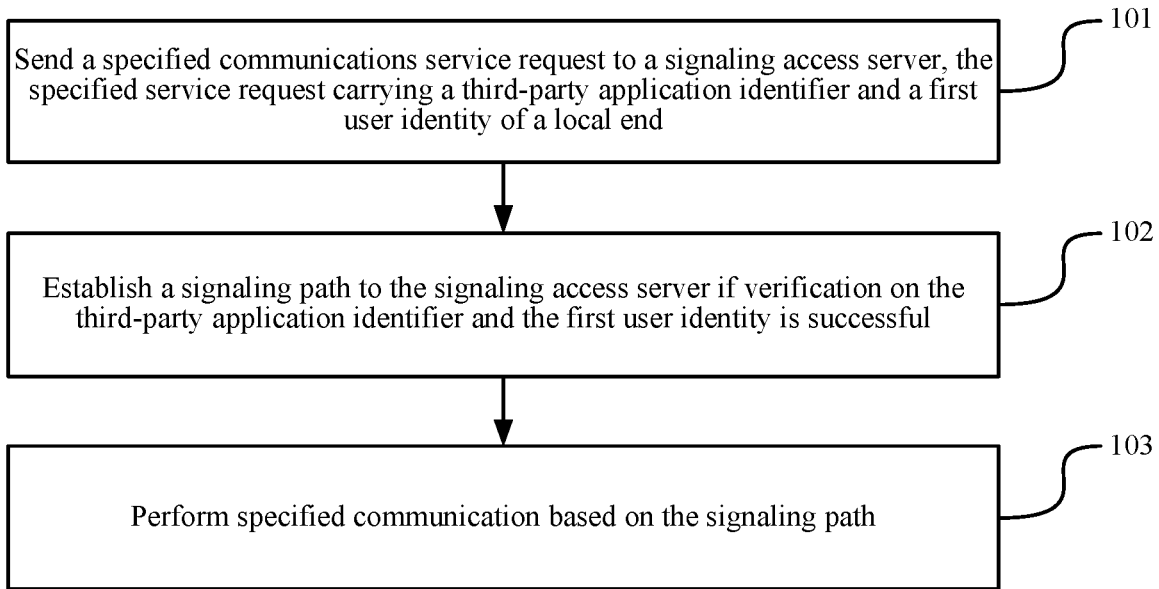 101
Send a specified communications service request to a signaling access server, the
specified service request carrying a third-party application identifier and a first
user identity of a local end
102
Establish a signaling path to the signaling access server if verification on the
third-party application identifier and the first user identity is successful
103
Perform specified communication based on the signaling path